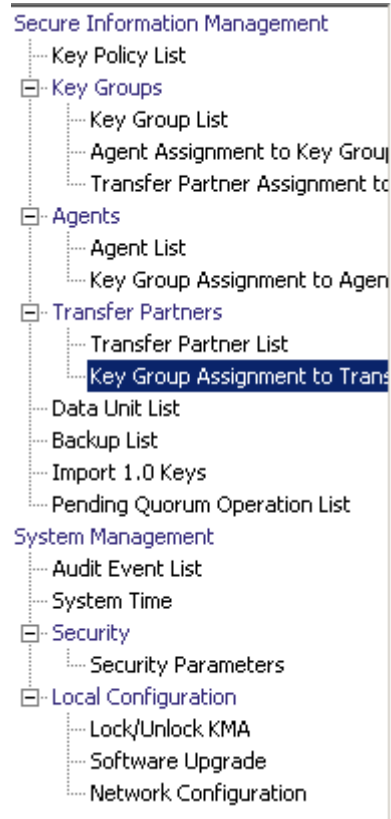 Secure Information Management
Key Policy List
Key Groups
Key Group List
Agent Assignment to Key Grou
Transfer Partner Assignment to
Agents
Agent List
Key Group Assignment to Agen
Transfer Partners
Transfer Partner List
Key Group Assignment to Trans
Data Unit List
Backup List
Import 1.0 Keys
Pending Quorum Operation List
System Management
Audit Event List
System Time
Security
Security Parameters
Local Configuration
Lock/Unlock KMA
Software Upgrade
Network Configuration